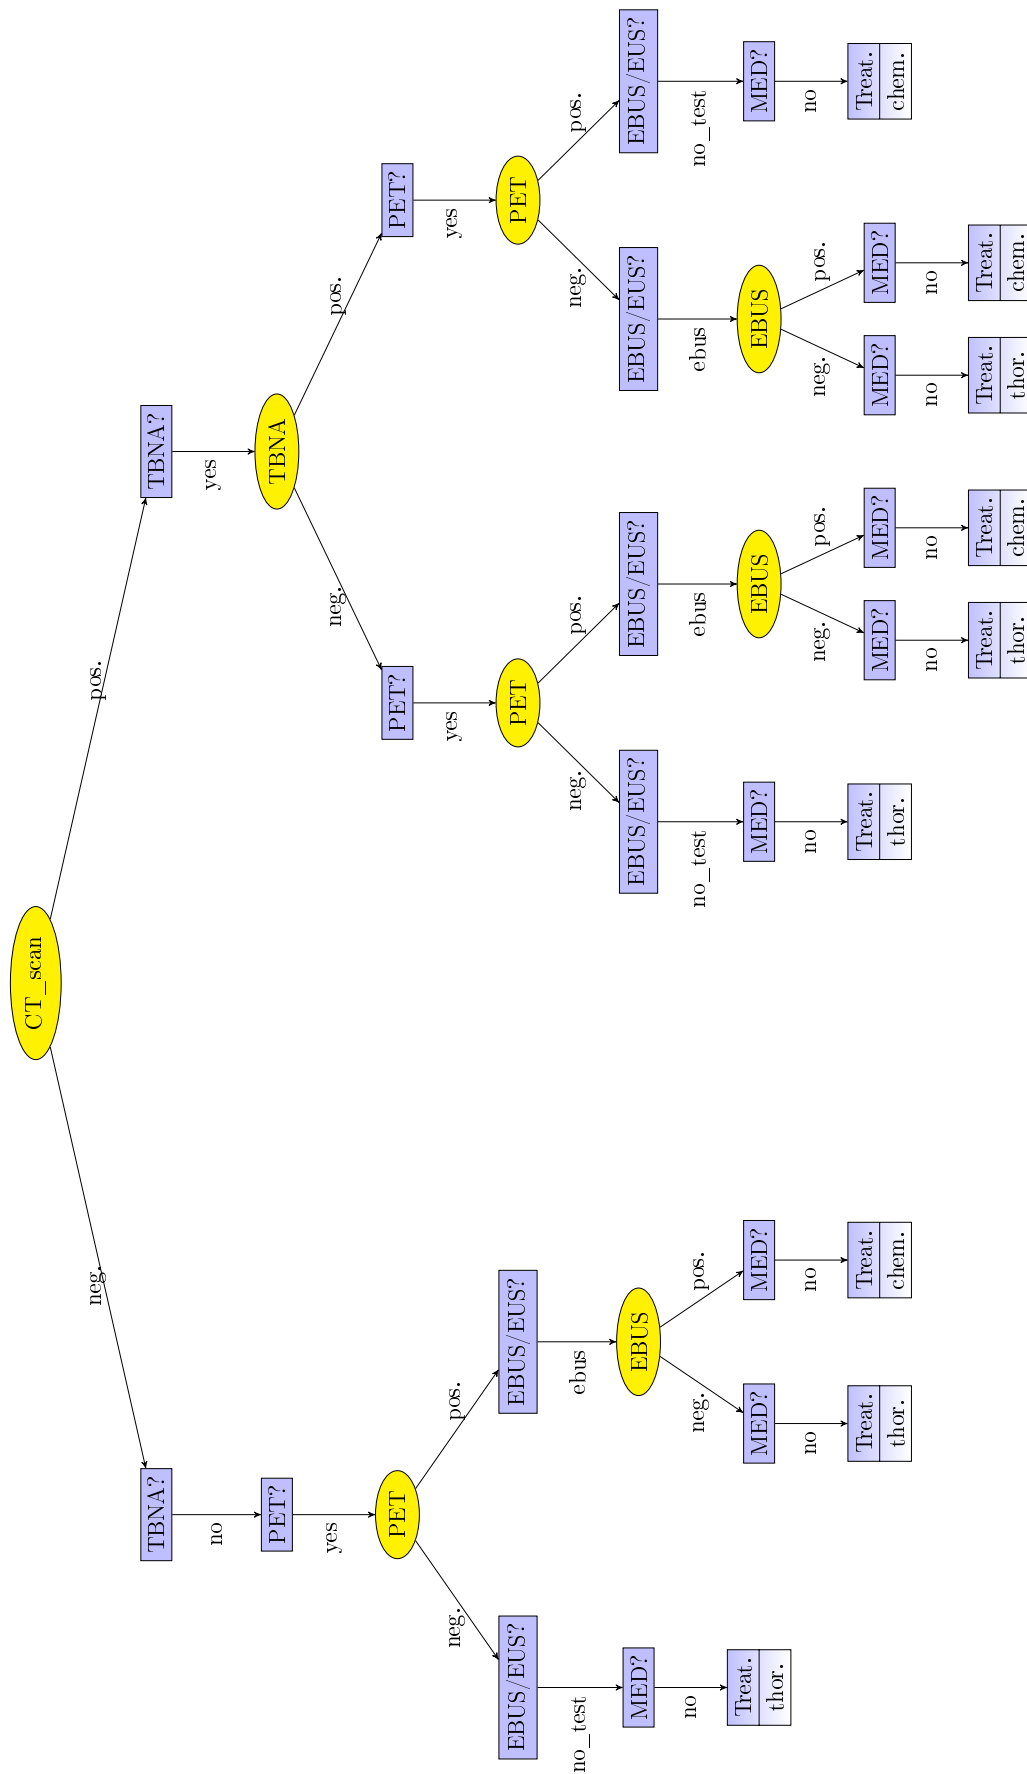 CT_scan
neg.
pos.
TBNA?
TBNA?
no
yes
PET?
TBNA
neg.
pos.
yes
PET?
PET?
PET
yes
yes
neg.
pos.
PET
PET
EBUS/EUS?
EBUS/EUS?
neg.
pos.
neg.
pos.
no_test
ebus
EBUS/EUS?
EBUS/EUS?
EBUS/EUS?
EBUS/EUS?
MED?
EBUS
no_test
ebus
ebus
no_test
no
neg.
pos.
Treat.
thor.
MED?
MED?
MED?
EBUS
EBUS
MED?
no
no
no
neg.
pos.
neg.
pos.
no
Treat.
thor.
Treat.
chem.
Treat.
thor.
MED?
MED?
MED?
MED?
Treat.
chem.
no
no
no
no
Treat.
thor.
Treat.
chem.
Treat.
thor.
Treat.
chem.